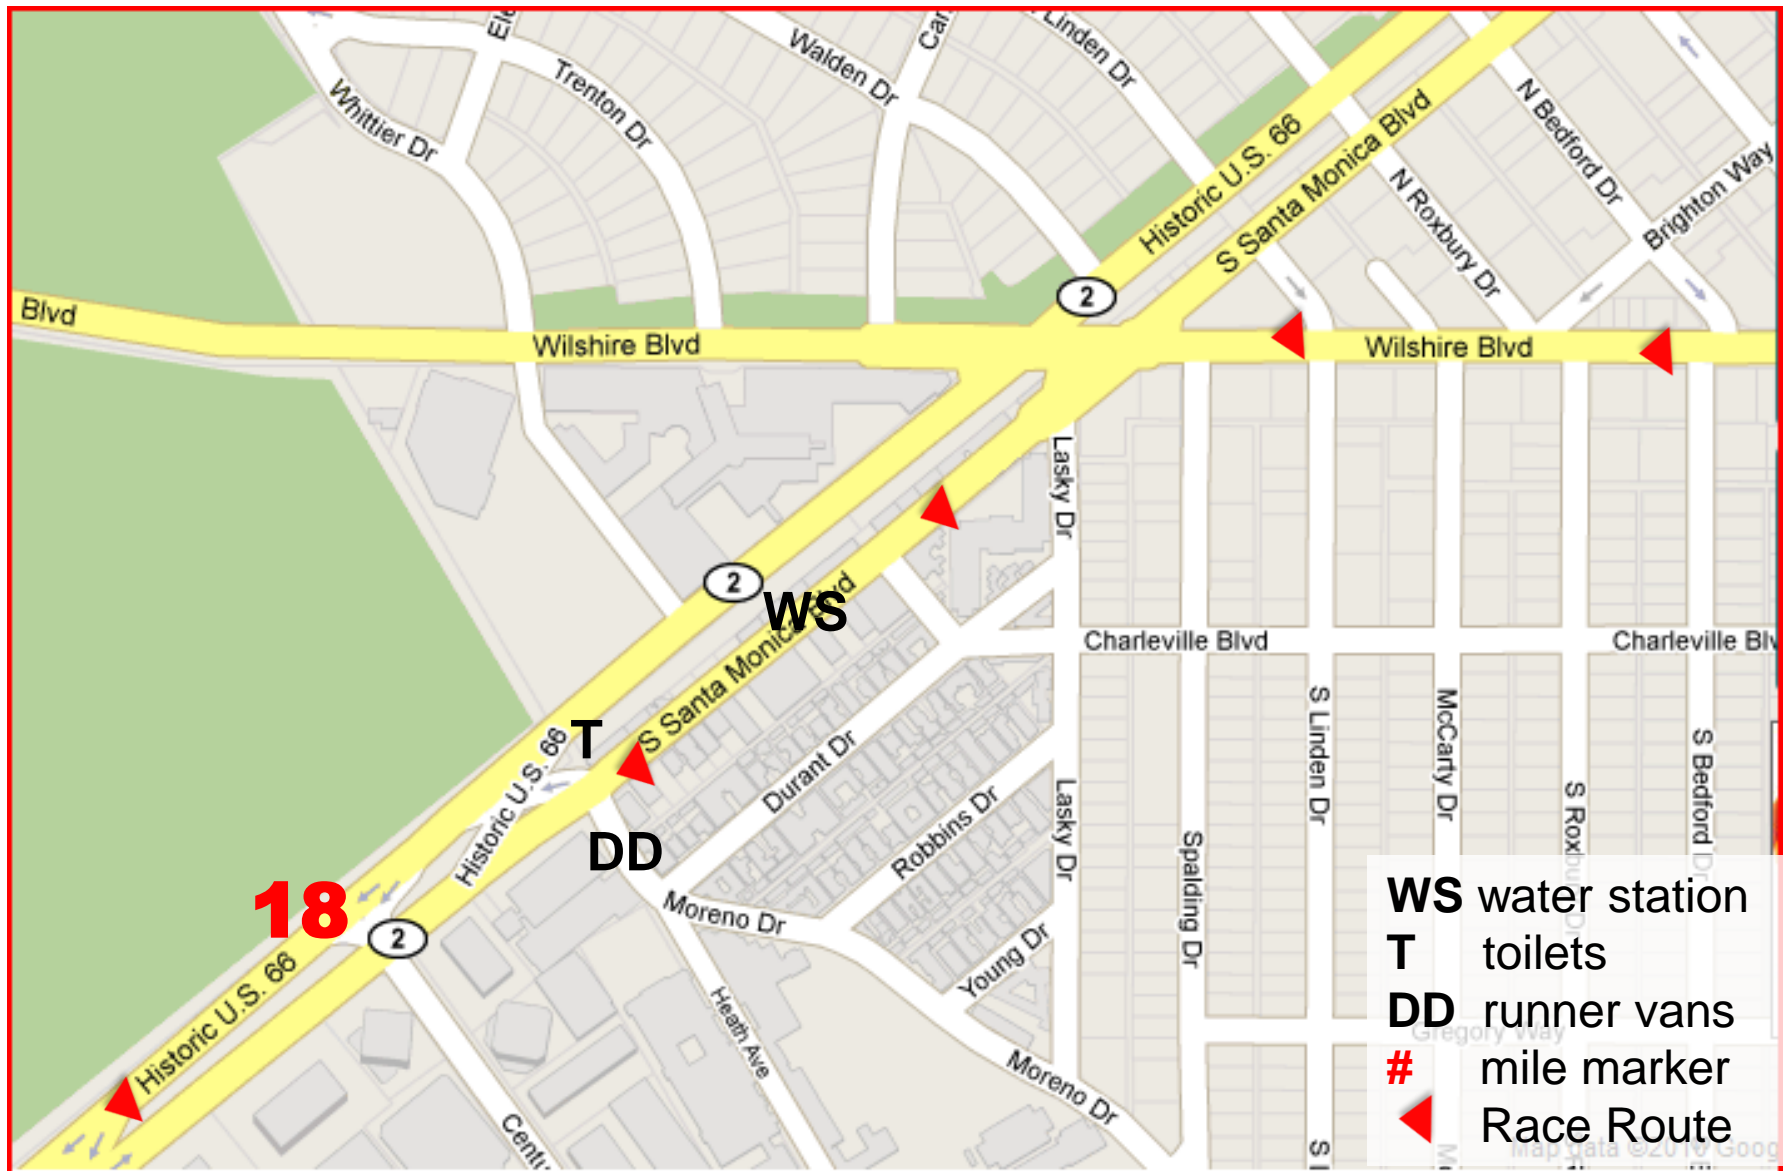 Whittier Dr
Trenton Dr
Walden Dr
Linden Dr
Historic U.S. 66
S Santa Monica Blvd
N Bedford Dr
N Roxbury Dr
Brighton Way
2
Blvd
Wilshire Blvd
Wilshire Blvd
Lasky Dr
2
WS
S Santa Monica Blvd
Charleville Blvd
Charleville Blv
T
Historic U.S. 66
Durant Dr
Robbins Dr
Lasky Dr
S Linden Dr
McCarty Dr
S Roxbury Dr
S Bedford Dr
Spalding Dr
DD
18
2
Moreno Dr
Young Dr
Historic U.S. 66
Heath Ave
Moreno Dr
Gregory Way
WS water station
T toilets
DD runner vans
# mile marker
Race Route